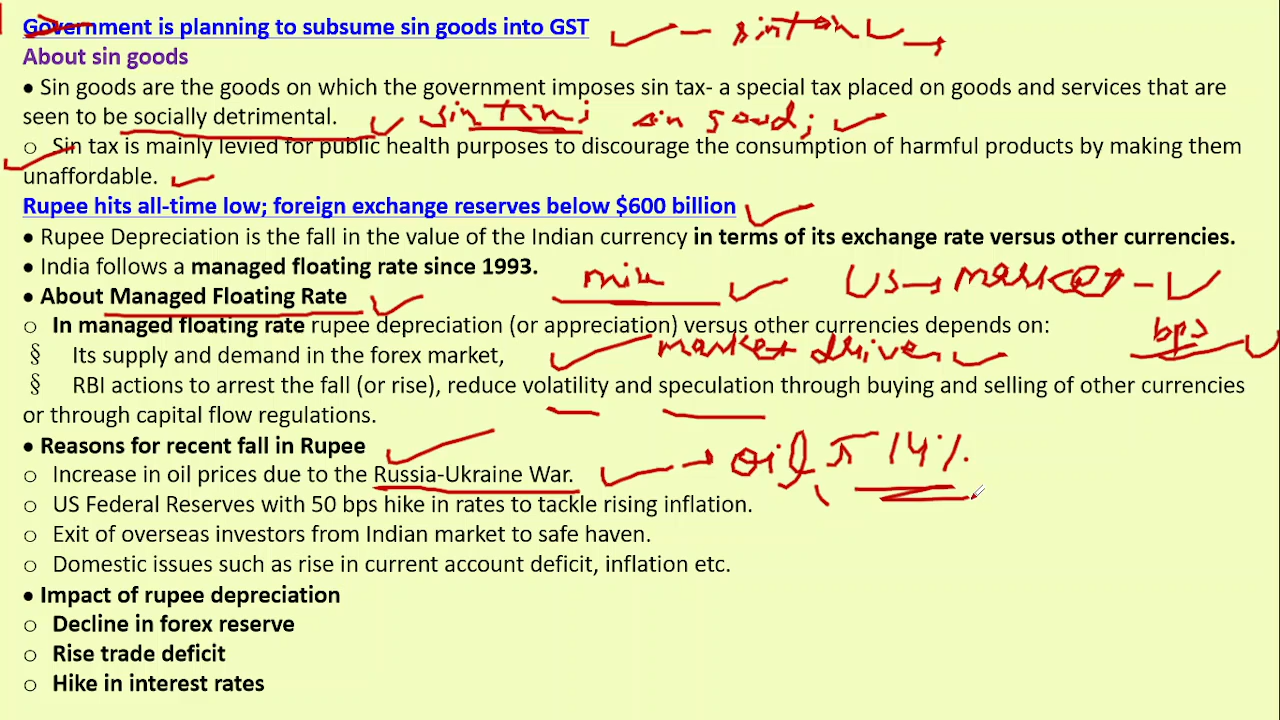 Government is planning to subsume sin goods into GST - sin tax
About sin goods
• Sin goods are the goods on which the government imposes sin tax- a special tax placed on goods and services that are
seen to be socially detrimental. sin tax; sin good;
o Sin tax is mainly levied for public health purposes to discourage the consumption of harmful products by making them
unaffordable.
Rupee hits all-time low; foreign exchange reserves below $600 billion
• Rupee Depreciation is the fall in the value of the Indian currency in terms of its exchange rate versus other currencies.
• India follows a managed floating rate since 1993. mix US → market -
• About Managed Floating Rate
o In managed floating rate rupee depreciation (or appreciation) versus other currencies depends on: bps
§ Its supply and demand in the forex market, market driven
§ RBI actions to arrest the fall (or rise), reduce volatility and speculation through buying and selling of other currencies
or through capital flow regulations.
• Reasons for recent fall in Rupee
o Increase in oil prices due to the Russia-Ukraine War. → oil 14%.
o US Federal Reserves with 50 bps hike in rates to tackle rising inflation.
o Exit of overseas investors from Indian market to safe haven.
o Domestic issues such as rise in current account deficit, inflation etc.
• Impact of rupee depreciation
o Decline in forex reserve
o Rise trade deficit
o Hike in interest rates